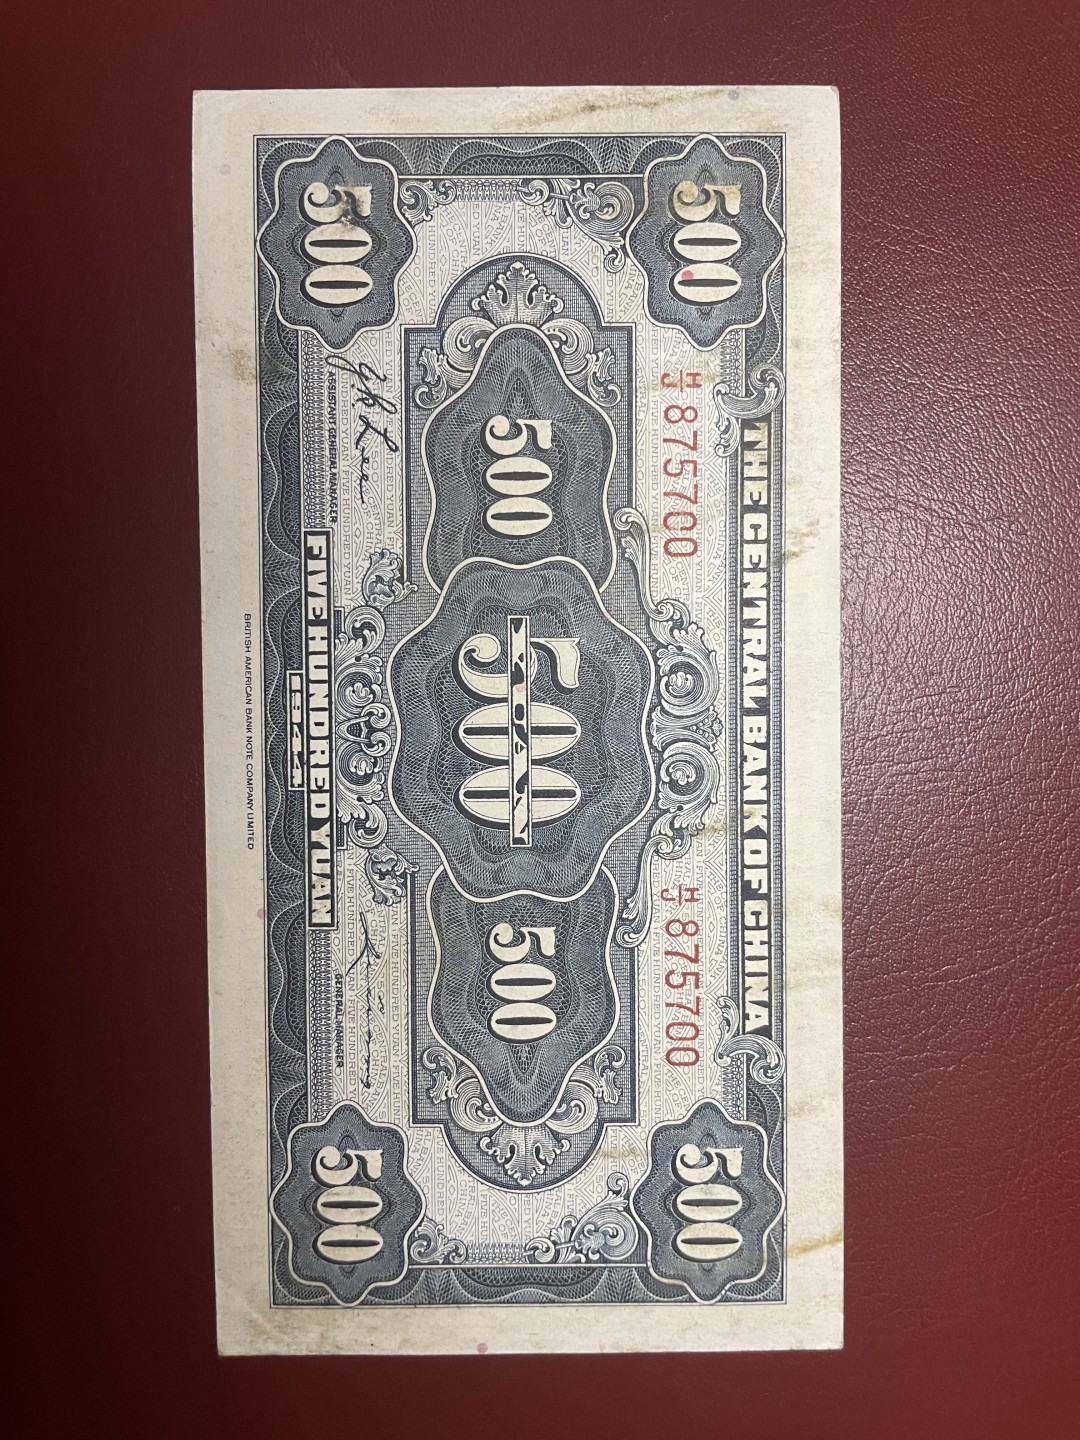 500
THE CENTRAL BANK OF CHINA
500
H/J 875700
H/J 875700
500
500
500
ASSISTANT GENERAL MANAGER
GENERAL MANAGER
500
FIVE HUNDRED YUAN
500
1944
BRITISH AMERICAN BANK NOTE COMPANY LIMITED